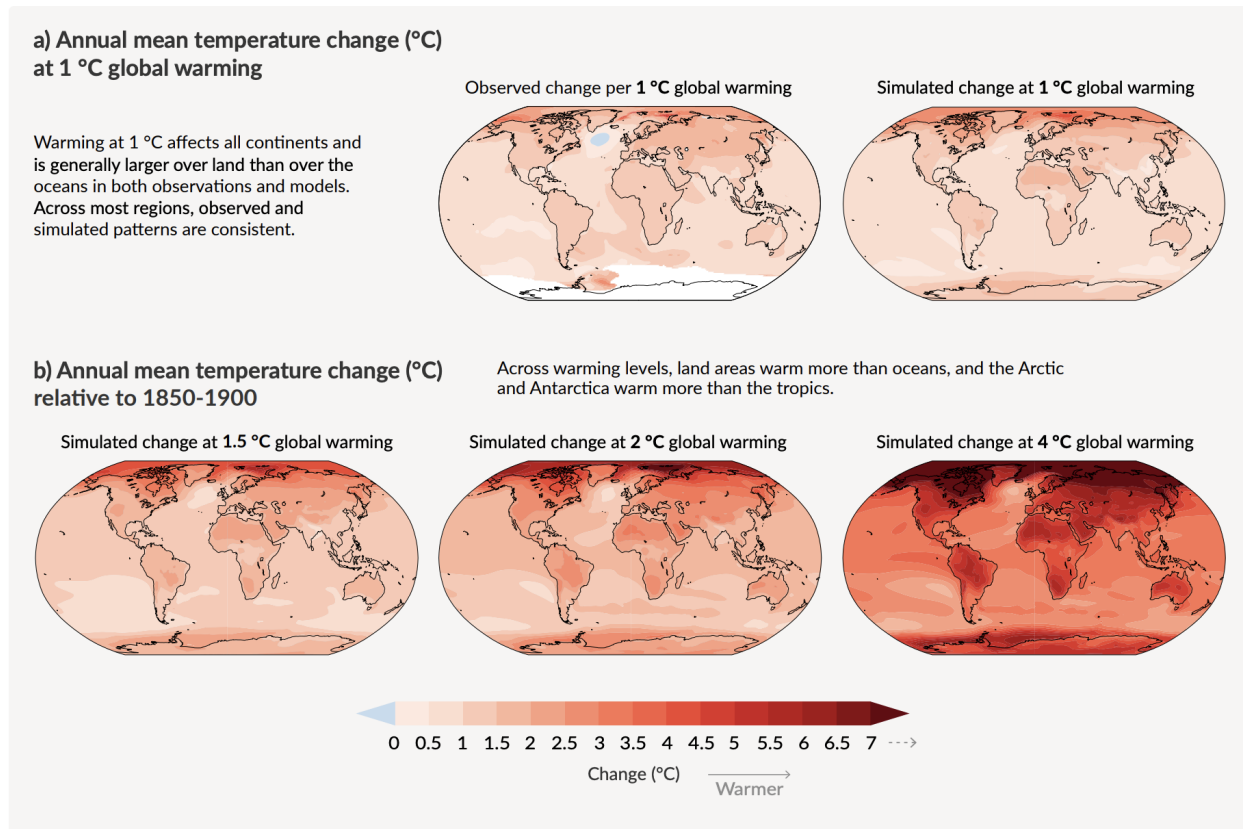 a) Annual mean temperature change (°C)
at 1 °C global warming
Warming at 1 °C affects all continents and
is generally larger over land than over the
oceans in both observations and models.
Across most regions, observed and
simulated patterns are consistent.
Observed change per 1 °C global warming
Simulated change at 1 °C global warming
b) Annual mean temperature change (°C)
relative to 1850-1900
Across warming levels, land areas warm more than oceans, and the Arctic
and Antarctica warm more than the tropics.
Simulated change at 1.5 °C global warming
Simulated change at 2 °C global warming
Simulated change at 4 °C global warming
0 0.5 1 1.5 2 2.5 3 3.5 4 4.5 5 5.5 6 6.5 7
Change (°C)
Warmer